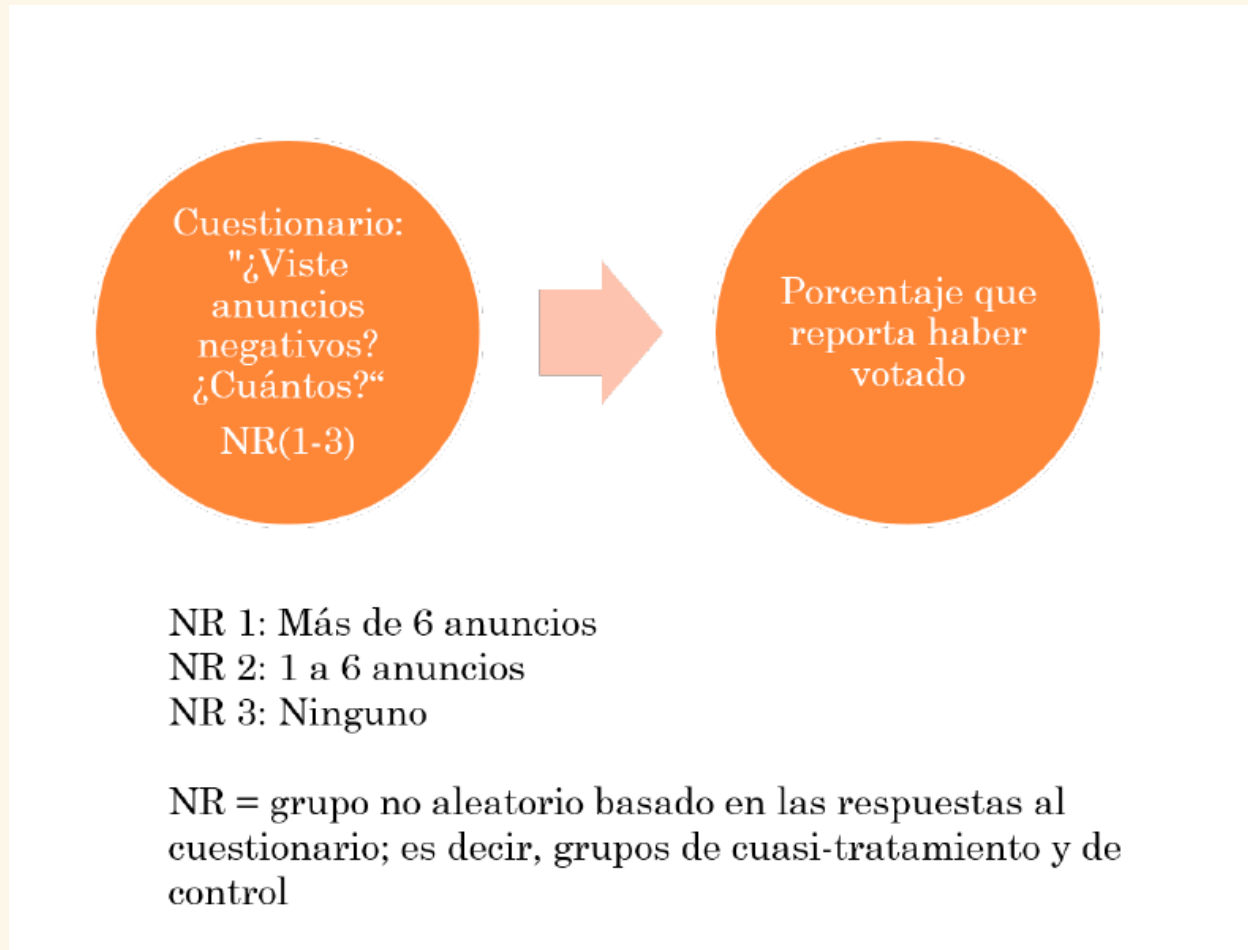 Cuestionario:
"¿Viste
anuncios
negativos?
¿Cuántos?“
NR(1-3)
Porcentaje que
reporta haber
votado
NR 1: Más de 6 anuncios
NR 2: 1 a 6 anuncios
NR 3: Ninguno
NR = grupo no aleatorio basado en las respuestas al
cuestionario; es decir, grupos de cuasi-tratamiento y de
control